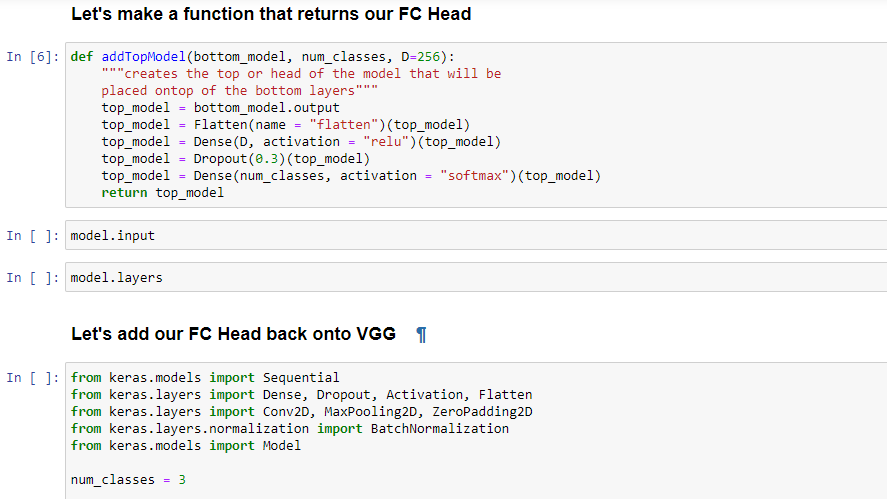 Let's make a function that returns our FC Head
In [6]: def addTopModel(bottom_model, num_classes, D=256):
    """creates the top or head of the model that will be
    placed ontop of the bottom layers"""
    top_model = bottom_model.output
    top_model = Flatten(name = "flatten")(top_model)
    top_model = Dense(D, activation = "relu")(top_model)
    top_model = Dropout(0.3)(top_model)
    top_model = Dense(num_classes, activation = "softmax")(top_model)
    return top_model
In [ ]: model.input
In [ ]: model.layers
Let's add our FC Head back onto VGG ¶
In [ ]: from keras.models import Sequential
from keras.layers import Dense, Dropout, Activation, Flatten
from keras.layers import Conv2D, MaxPooling2D, ZeroPadding2D
from keras.layers.normalization import BatchNormalization
from keras.models import Model
num_classes = 3